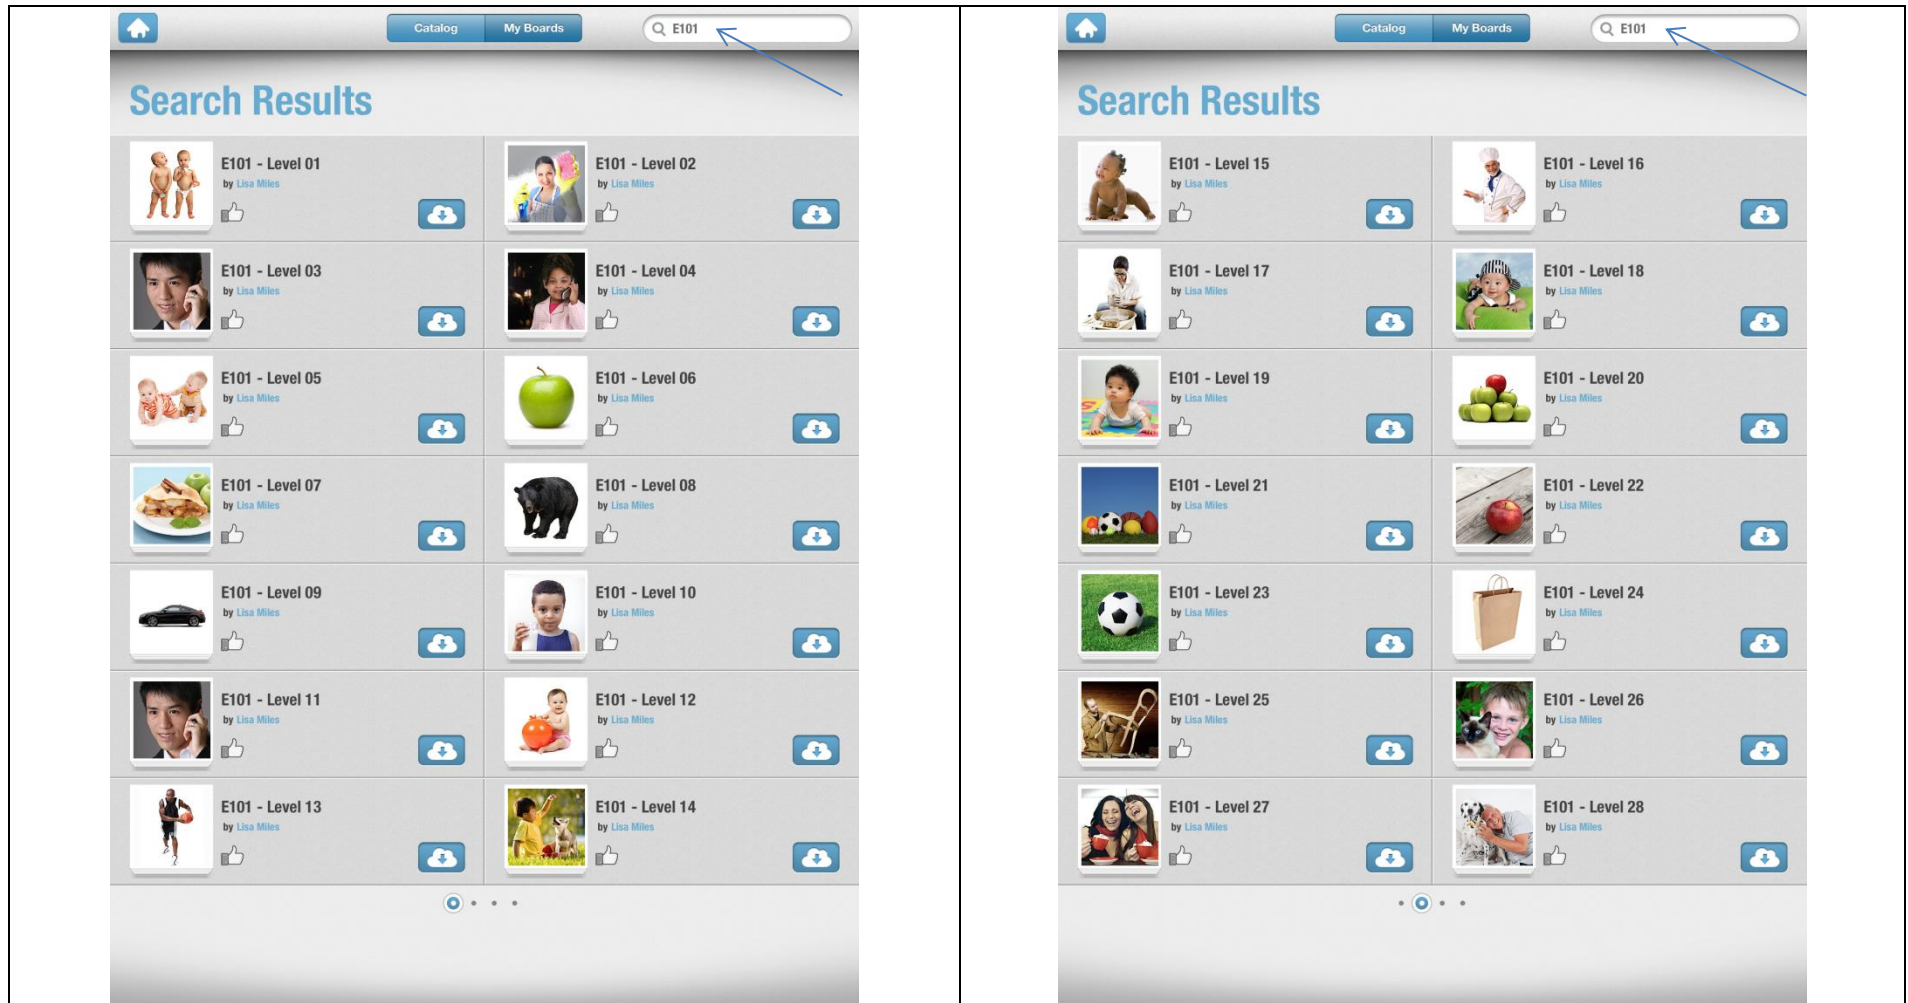 Catalog My Boards E101
Search Results
E101 - Level 01
by Lisa Miles
E101 - Level 02
by Lisa Miles
E101 - Level 03
by Lisa Miles
E101 - Level 04
by Lisa Miles
E101 - Level 05
by Lisa Miles
E101 - Level 06
by Lisa Miles
E101 - Level 07
by Lisa Miles
E101 - Level 08
by Lisa Miles
E101 - Level 09
by Lisa Miles
E101 - Level 10
by Lisa Miles
E101 - Level 11
by Lisa Miles
E101 - Level 12
by Lisa Miles
E101 - Level 13
by Lisa Miles
E101 - Level 14
by Lisa Miles
Catalog My Boards E101
Search Results
E101 - Level 15
by Lisa Miles
E101 - Level 16
by Lisa Miles
E101 - Level 17
by Lisa Miles
E101 - Level 18
by Lisa Miles
E101 - Level 19
by Lisa Miles
E101 - Level 20
by Lisa Miles
E101 - Level 21
by Lisa Miles
E101 - Level 22
by Lisa Miles
E101 - Level 23
by Lisa Miles
E101 - Level 24
by Lisa Miles
E101 - Level 25
by Lisa Miles
E101 - Level 26
by Lisa Miles
E101 - Level 27
by Lisa Miles
E101 - Level 28
by Lisa Miles